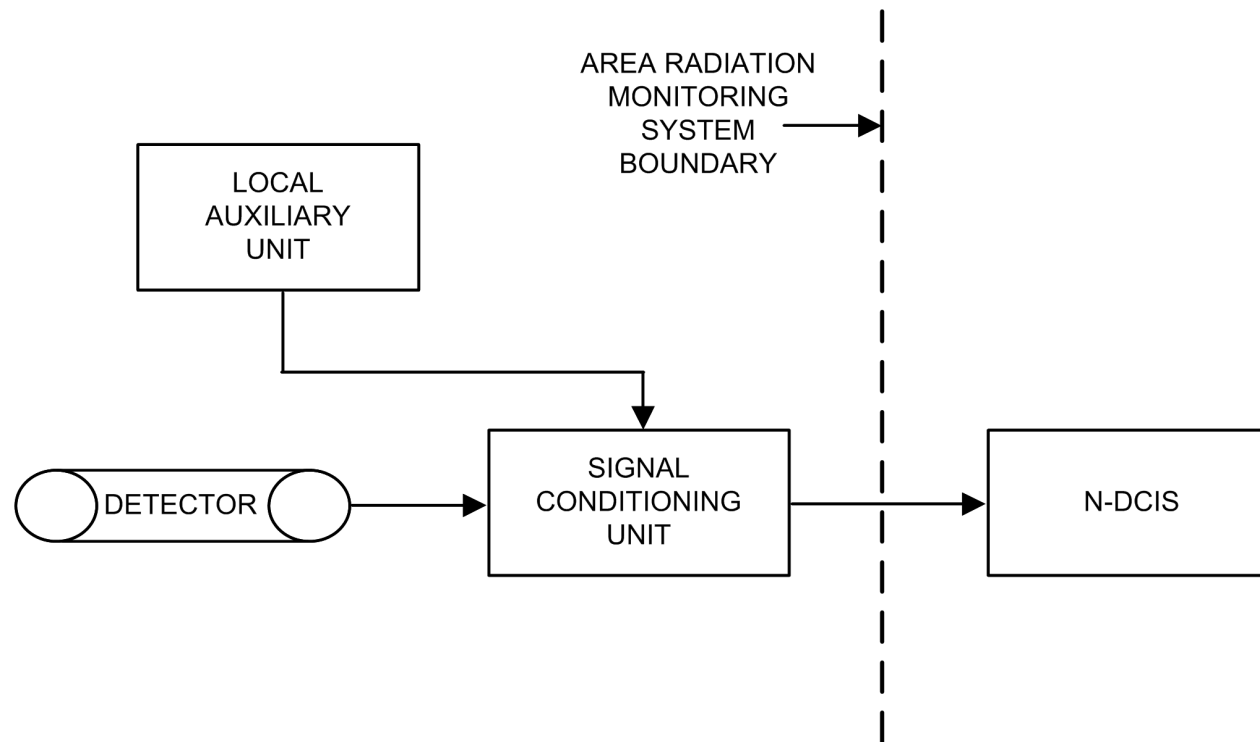 AREA RADIATION
MONITORING
SYSTEM
BOUNDARY
LOCAL
AUXILIARY
UNIT
DETECTOR
SIGNAL
CONDITIONING
UNIT
N-DCIS